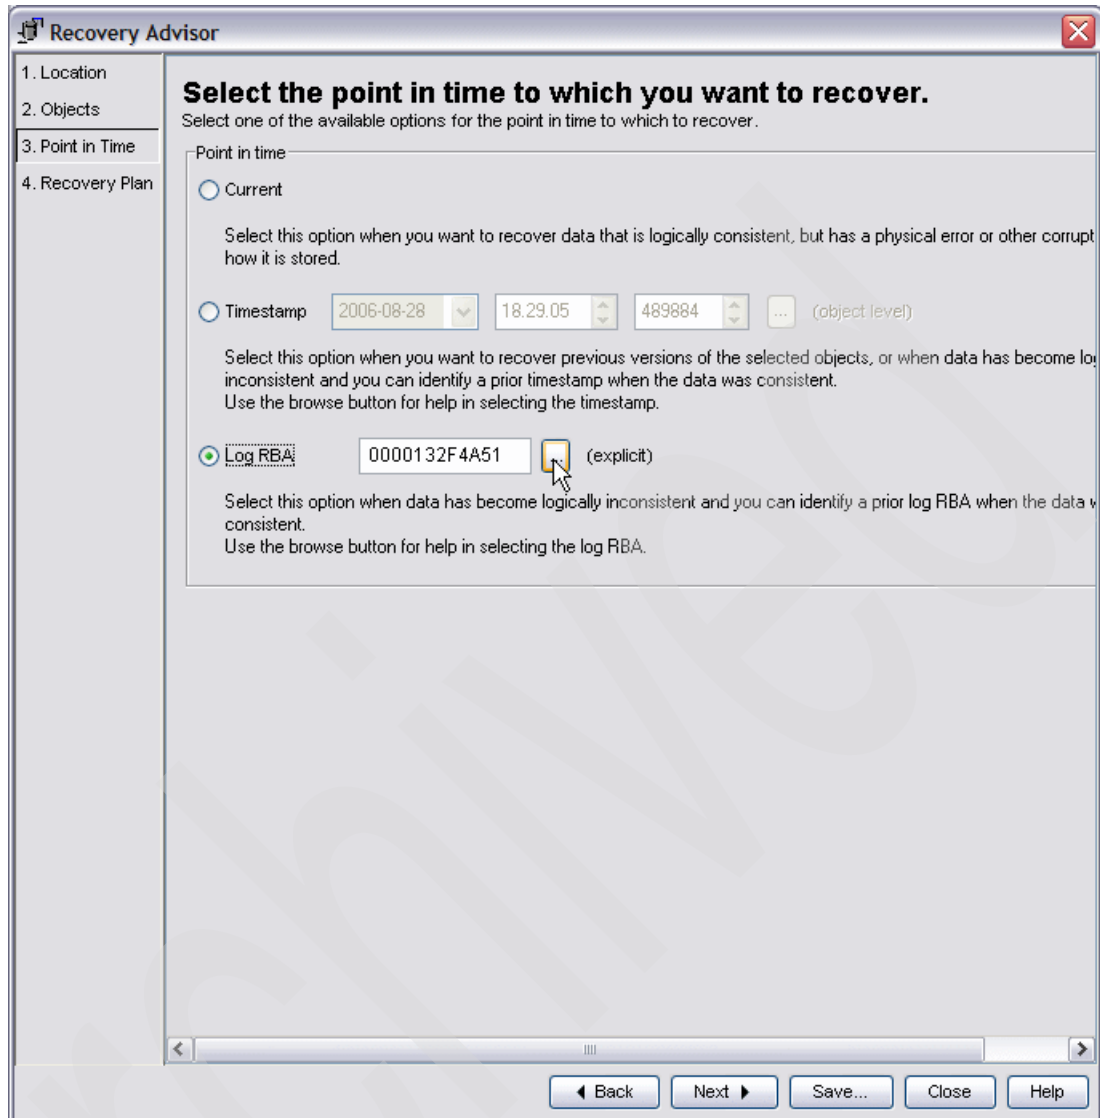 Recovery Advisor
1. Location
2. Objects
3. Point in Time
4. Recovery Plan
Select the point in time to which you want to recover.
Select one of the available options for the point in time to which to recover.
Point in time
Current
Select this option when you want to recover data that is logically consistent, but has a physical error or other corrupt
how it is stored.
Timestamp 2006-08-28 18.29.05 489884 ... (object level)
Select this option when you want to recover previous versions of the selected objects, or when data has become log
inconsistent and you can identify a prior timestamp when the data was consistent.
Use the browse button for help in selecting the timestamp.
Log RBA 0000132F4A51 ... (explicit)
Select this option when data has become logically inconsistent and you can identify a prior log RBA when the data w
consistent.
Use the browse button for help in selecting the log RBA.
Back Next Save... Close Help